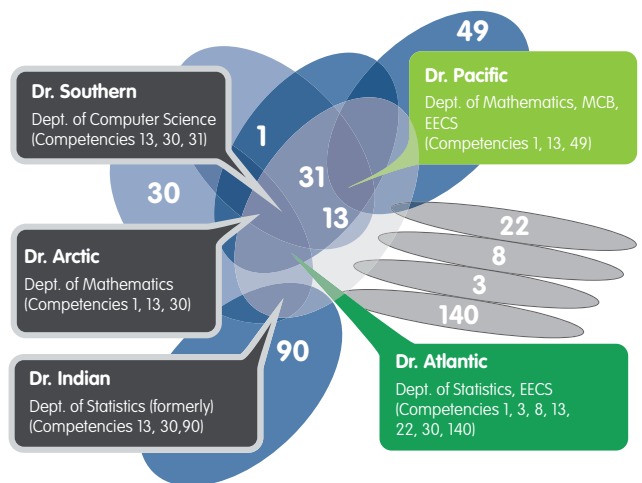 49
Dr. Southern
Dept. of Computer Science
(Competencies 13, 30, 31)
Dr. Pacific
Dept. of Mathematics, MCB,
EECS
(Competencies 1, 13, 49)
1
31
30
13
22
8
3
140
Dr. Arctic
Dept. of Mathematics
(Competencies 1, 13, 30)
90
Dr. Indian
Dept. of Statistics (formerly)
(Competencies 13, 30,90)
Dr. Atlantic
Dept. of Statistics, EECS
(Competencies 1, 3, 8, 13,
22, 30, 140)